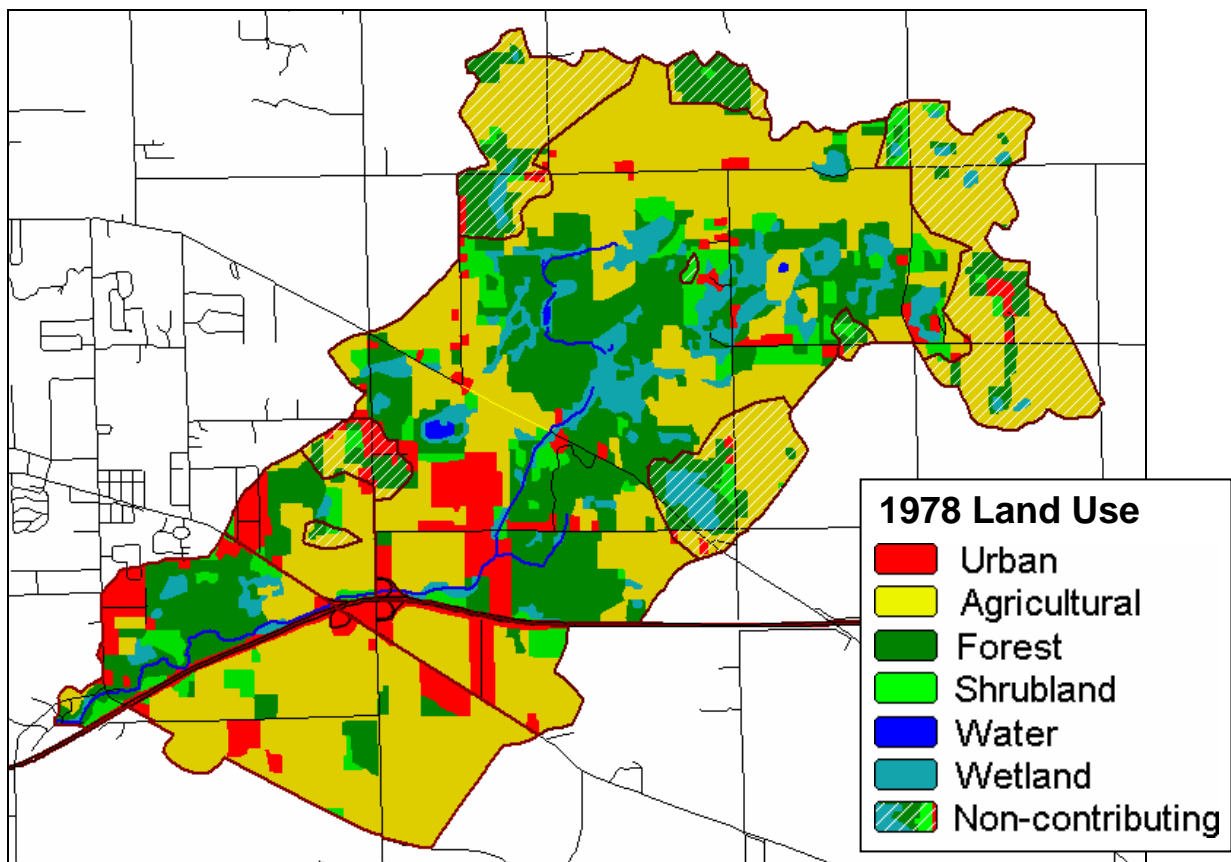 1978 Land Use
Urban
Agricultural
Forest
Shrubland
Water
Wetland
Non-contributing